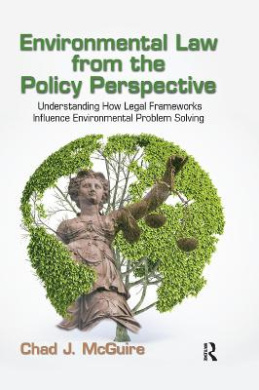 Environmental Law
from the
Policy Perspective
Understanding How Legal Frameworks
Influence Environmental Problem Solving
Chad J. McGuire